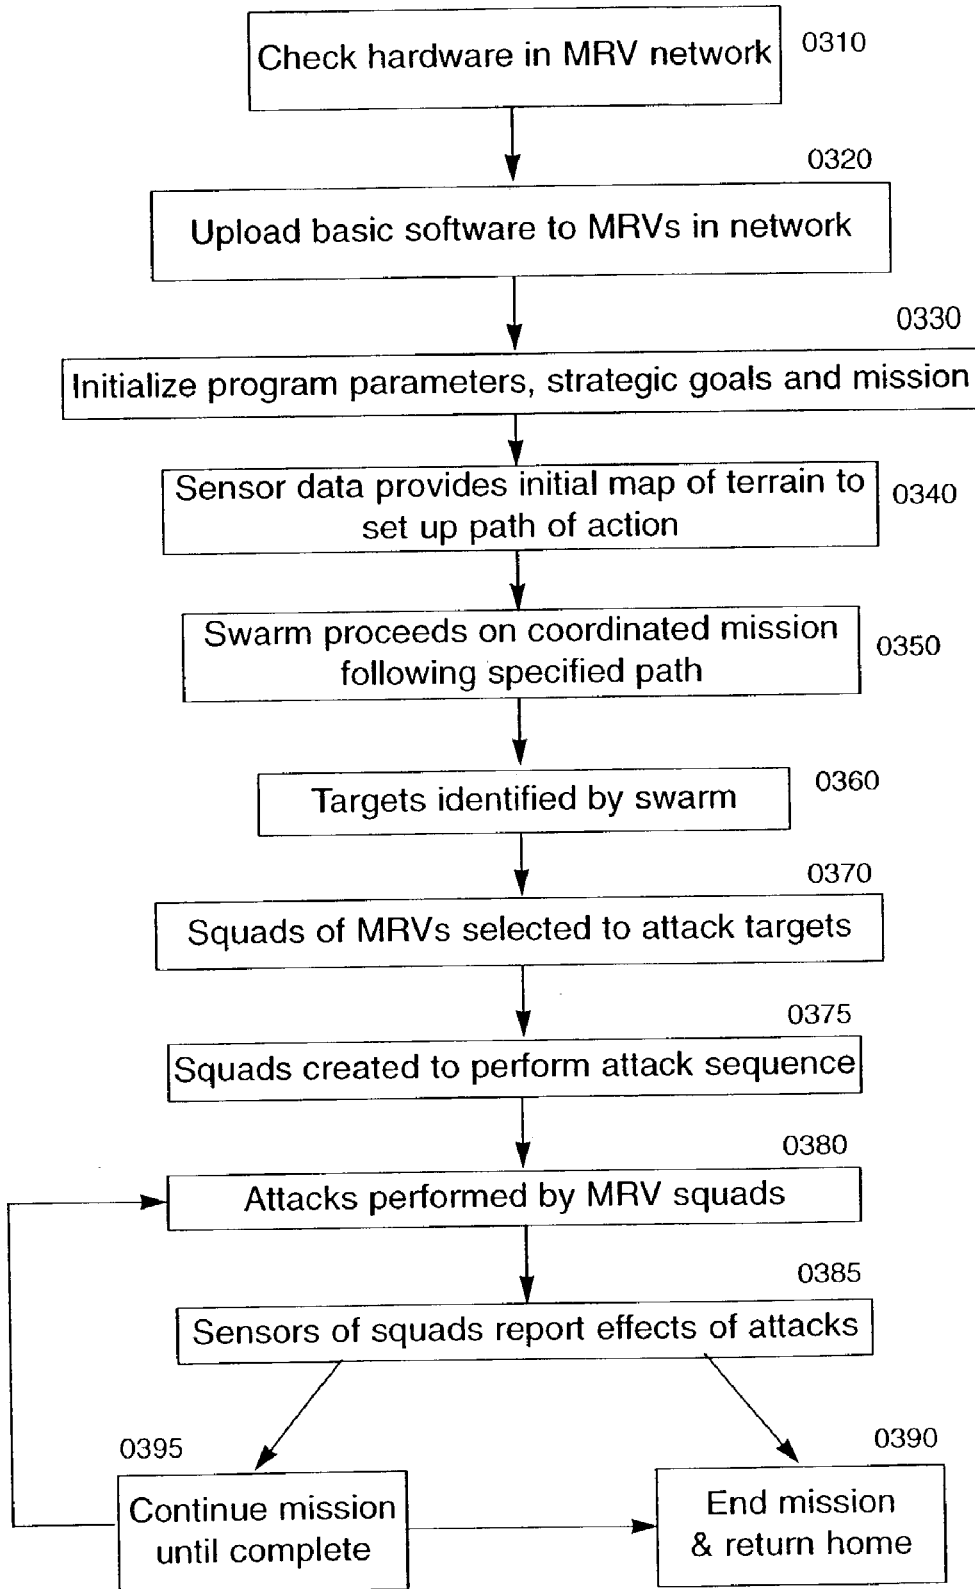 Check hardware in MRV network
0310
0320
Upload basic software to MRVs in network
0330
Initialize program parameters, strategic goals and mission
Sensor data provides initial map of terrain to
set up path of action
0340
Swarm proceeds on coordinated mission
following specified path
0350
Targets identified by swarm
0360
0370
Squads of MRVs selected to attack targets
0375
Squads created to perform attack sequence
0380
Attacks performed by MRV squads
0385
Sensors of squads report effects of attacks
0395
Continue mission
until complete
0390
End mission
& return home